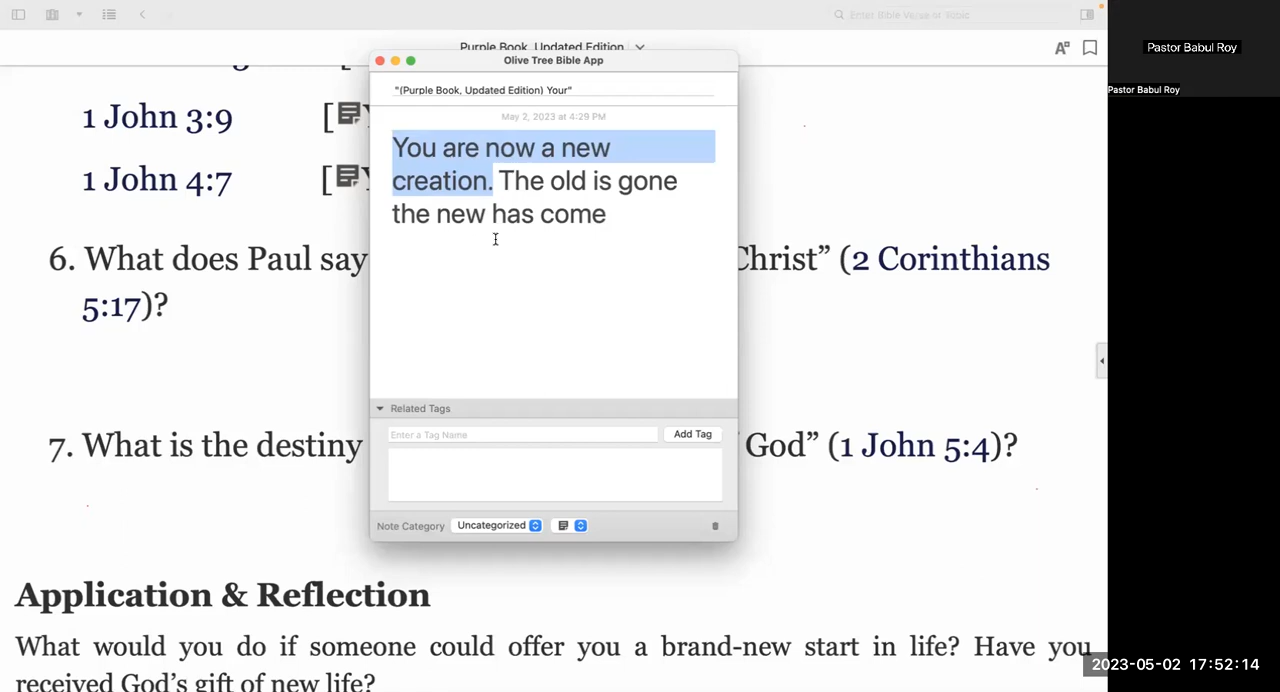 Enter Bible Verse or Topic
Pastor Babul Roy
Purple Book, Updated Edition
Olive Tree Bible App
"(Purple Book, Updated Edition) Your"
Pastor Babul Roy
May 2, 2023 at 4:29 PM
1 John 3:9 [
You are now a new
creation. The old is gone
1 John 4:7 [
the new has come
6. What does Paul say Christ” (2 Corinthians
5:17)?
Related Tags
Enter a Tag Name
Add Tag
7. What is the destiny God” (1 John 5:4)?
Note Category Uncategorized
Application & Reflection
What would you do if someone could offer you a brand-new start in life? Have you
received God’s gift of new life?
2023-05-02 17:52:14